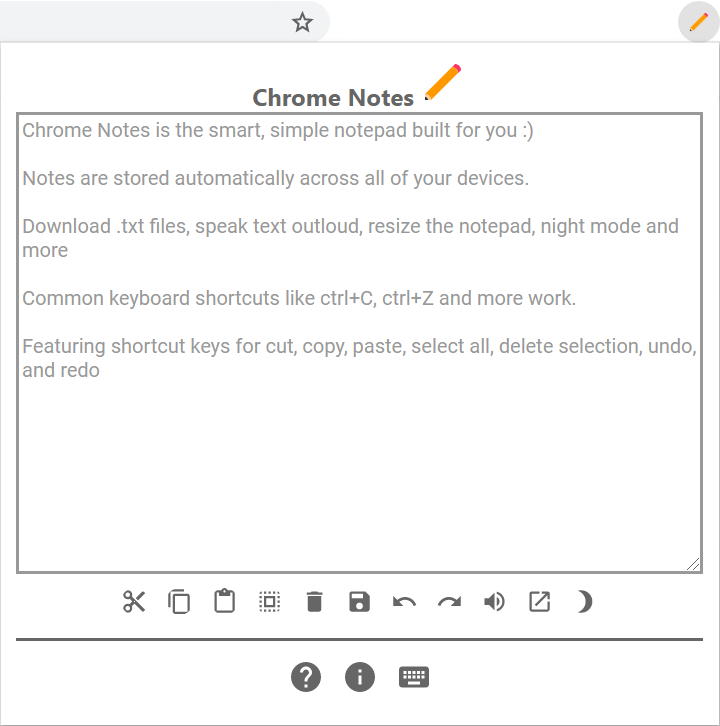 Chrome Notes
Chrome Notes is the smart, simple notepad built for you :)
Notes are stored automatically across all of your devices.
Download .txt files, speak text outloud, resize the notepad, night mode and
more
Common keyboard shortcuts like ctrl+C, ctrl+Z and more work.
Featuring shortcut keys for cut, copy, paste, select all, delete selection, undo,
and redo